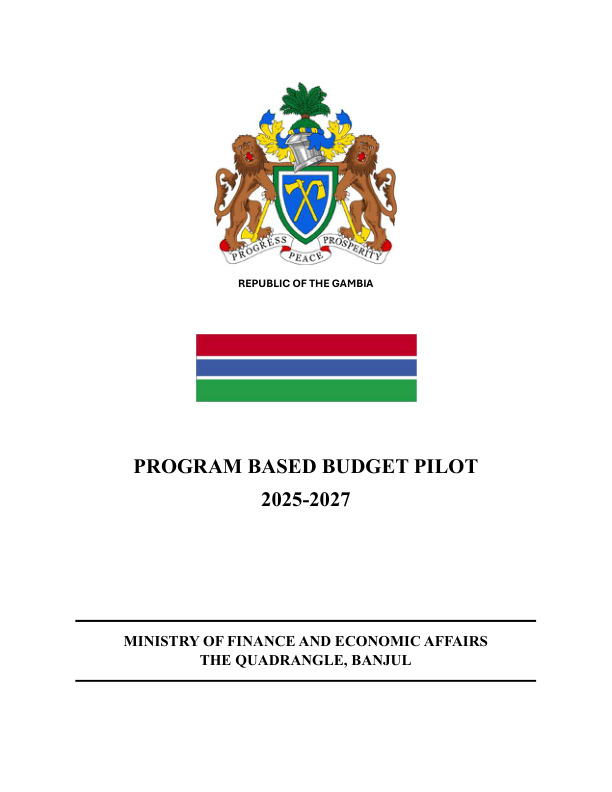 PROGRESS
PEACE
PROSPERITY
REPUBLIC OF THE GAMBIA
PROGRAM BASED BUDGET PILOT
2025-2027
MINISTRY OF FINANCE AND ECONOMIC AFFAIRS
THE QUADRANGLE, BANJUL